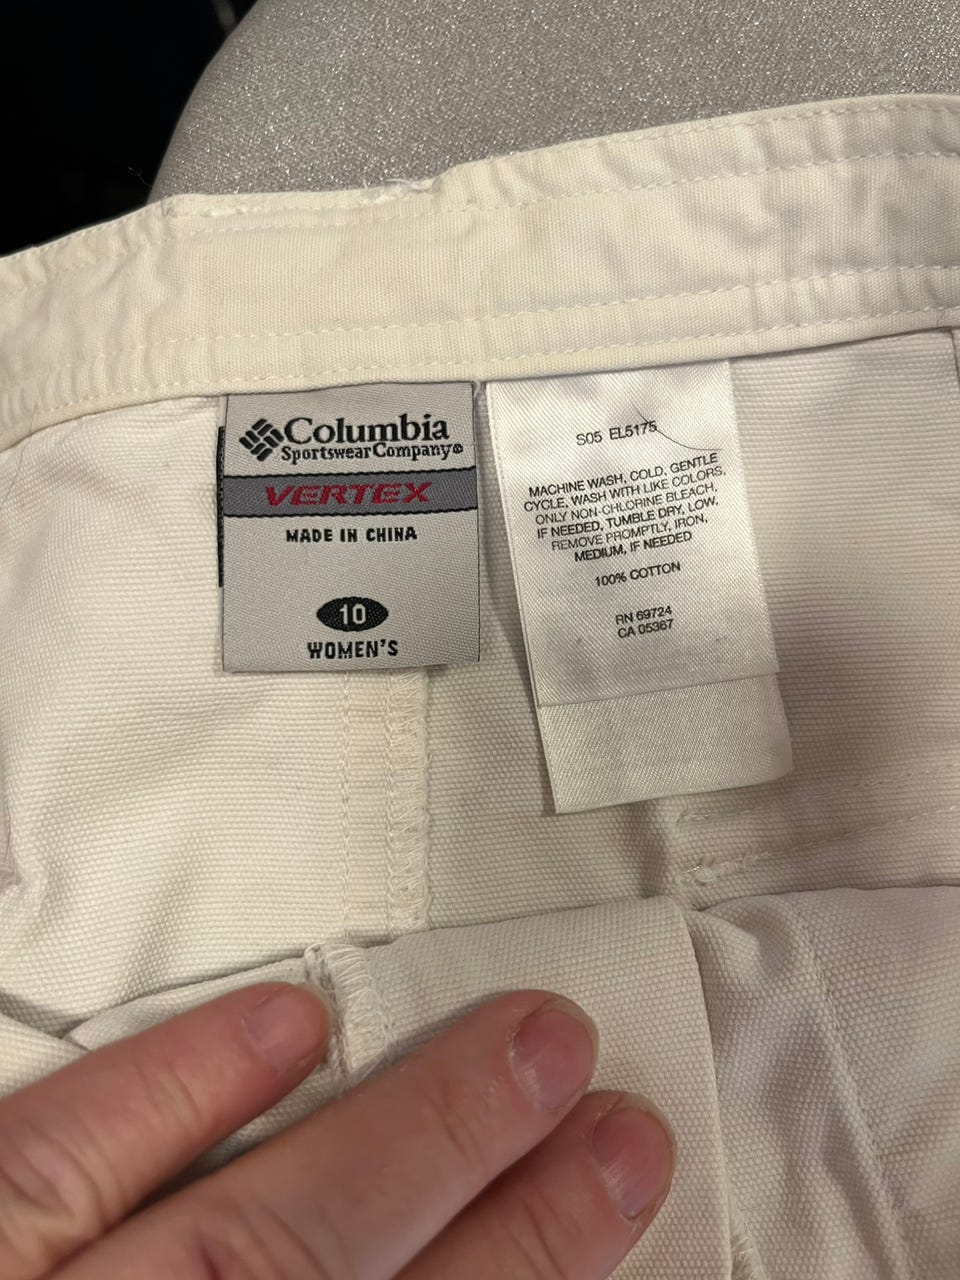 Columbia
Sportswear Company®
VERTEX
MADE IN CHINA
10
WOMEN'S
S05 EL5175
MACHINE WASH, COLD, GENTLE
CYCLE, WASH WITH LIKE COLORS,
ONLY NON-CHLORINE BLEACH,
IF NEEDED, TUMBLE DRY, LOW,
REMOVE PROMPTLY, IRON,
MEDIUM, IF NEEDED
100% COTTON
RN 69724
CA 05367